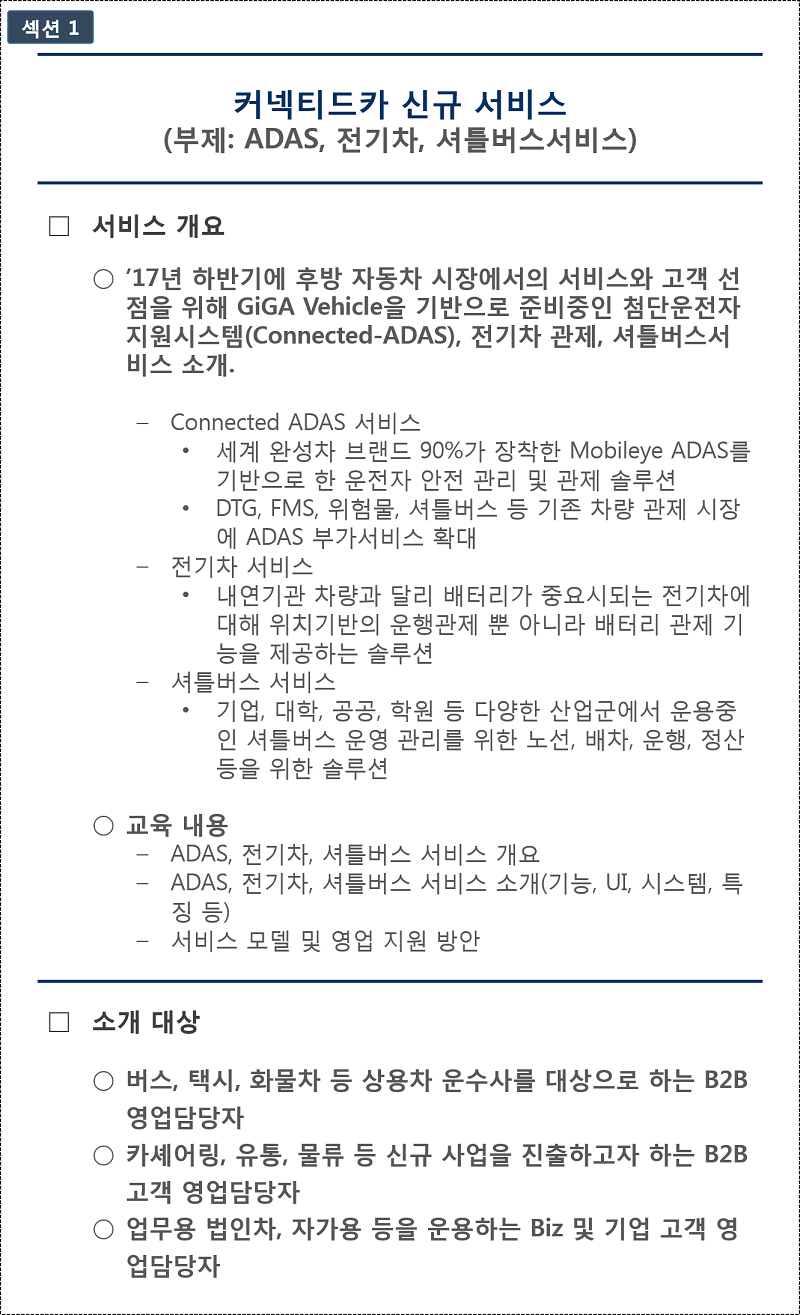 섹션 1
커넥티드카 신규 서비스
(부제: ADAS, 전기차, 셔틀버스서비스)
□ 서비스 개요
○ ’17년 하반기에 후방 자동차 시장에서의 서비스와 고객 선
점을 위해 GiGA Vehicle을 기반으로 준비중인 첨단운전자
지원시스템(Connected-ADAS), 전기차 관제, 셔틀버스서
비스 소개.
– Connected ADAS 서비스
• 세계 완성차 브랜드 90%가 장착한 Mobileye ADAS를
기반으로 한 운전자 안전 관리 및 관제 솔루션
• DTG, FMS, 위험물, 셔틀버스 등 기존 차량 관제 시장
에 ADAS 부가서비스 확대
– 전기차 서비스
• 내연기관 차량과 달리 배터리가 중요시되는 전기차에
대해 위치기반의 운행관제 뿐 아니라 배터리 관제 기
능을 제공하는 솔루션
– 셔틀버스 서비스
• 기업, 대학, 공공, 학원 등 다양한 산업군에서 운용중
인 셔틀버스 운영 관리를 위한 노선, 배차, 운행, 정산
등을 위한 솔루션
○ 교육 내용
– ADAS, 전기차, 셔틀버스 서비스 개요
– ADAS, 전기차, 셔틀버스 서비스 소개(기능, UI, 시스템, 특
징 등)
– 서비스 모델 및 영업 지원 방안
□ 소개 대상
○ 버스, 택시, 화물차 등 상용차 운수사를 대상으로 하는 B2B
영업담당자
○ 카셰어링, 유통, 물류 등 신규 사업을 진출하고자 하는 B2B
고객 영업담당자
○ 업무용 법인차, 자가용 등을 운용하는 Biz 및 기업 고객 영
업담당자